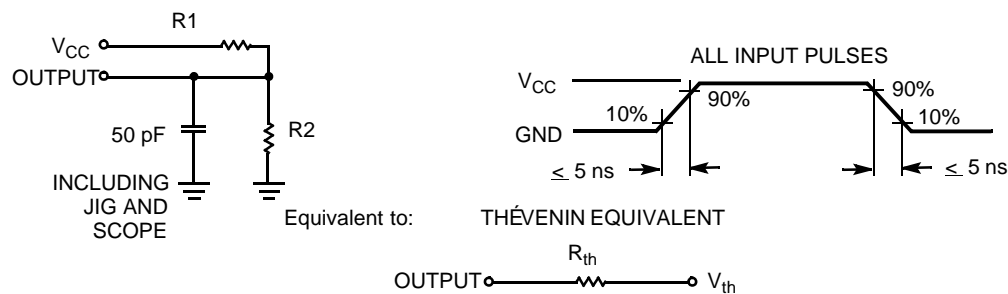 R1
V_CC
OUTPUT
50 pF
R2
INCLUDING
JIG AND
SCOPE
ALL INPUT PULSES
V_CC
GND
10%
90%
90%
10%
≤ 5 ns
≤ 5 ns
Equivalent to: THÉVENIN EQUIVALENT
R_th
OUTPUT
V_th